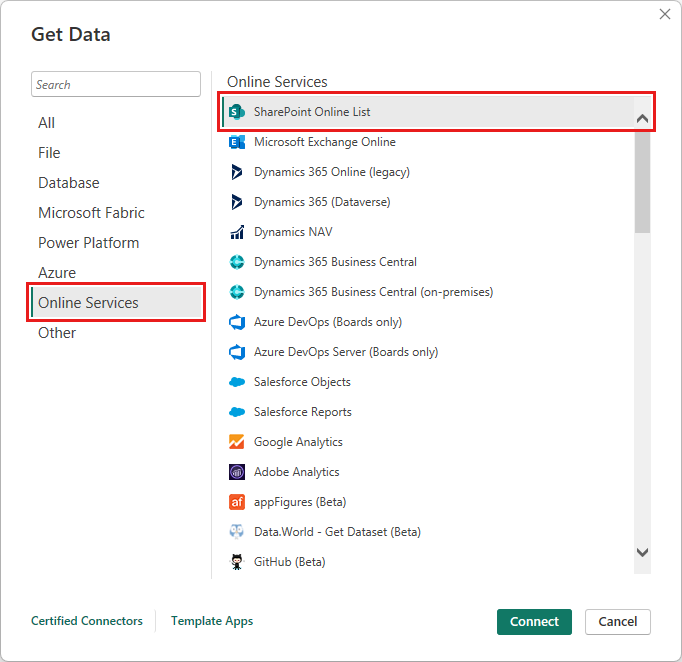 Get Data
Search
All
File
Database
Microsoft Fabric
Power Platform
Azure
Online Services
Other
Online Services
SharePoint Online List
Microsoft Exchange Online
Dynamics 365 Online (legacy)
Dynamics 365 (Dataverse)
Dynamics NAV
Dynamics 365 Business Central
Dynamics 365 Business Central (on-premises)
Azure DevOps (Boards only)
Azure DevOps Server (Boards only)
Salesforce Objects
Salesforce Reports
Google Analytics
Adobe Analytics
appFigures (Beta)
Data.World - Get Dataset (Beta)
GitHub (Beta)
Certified Connectors
Template Apps
Connect
Cancel